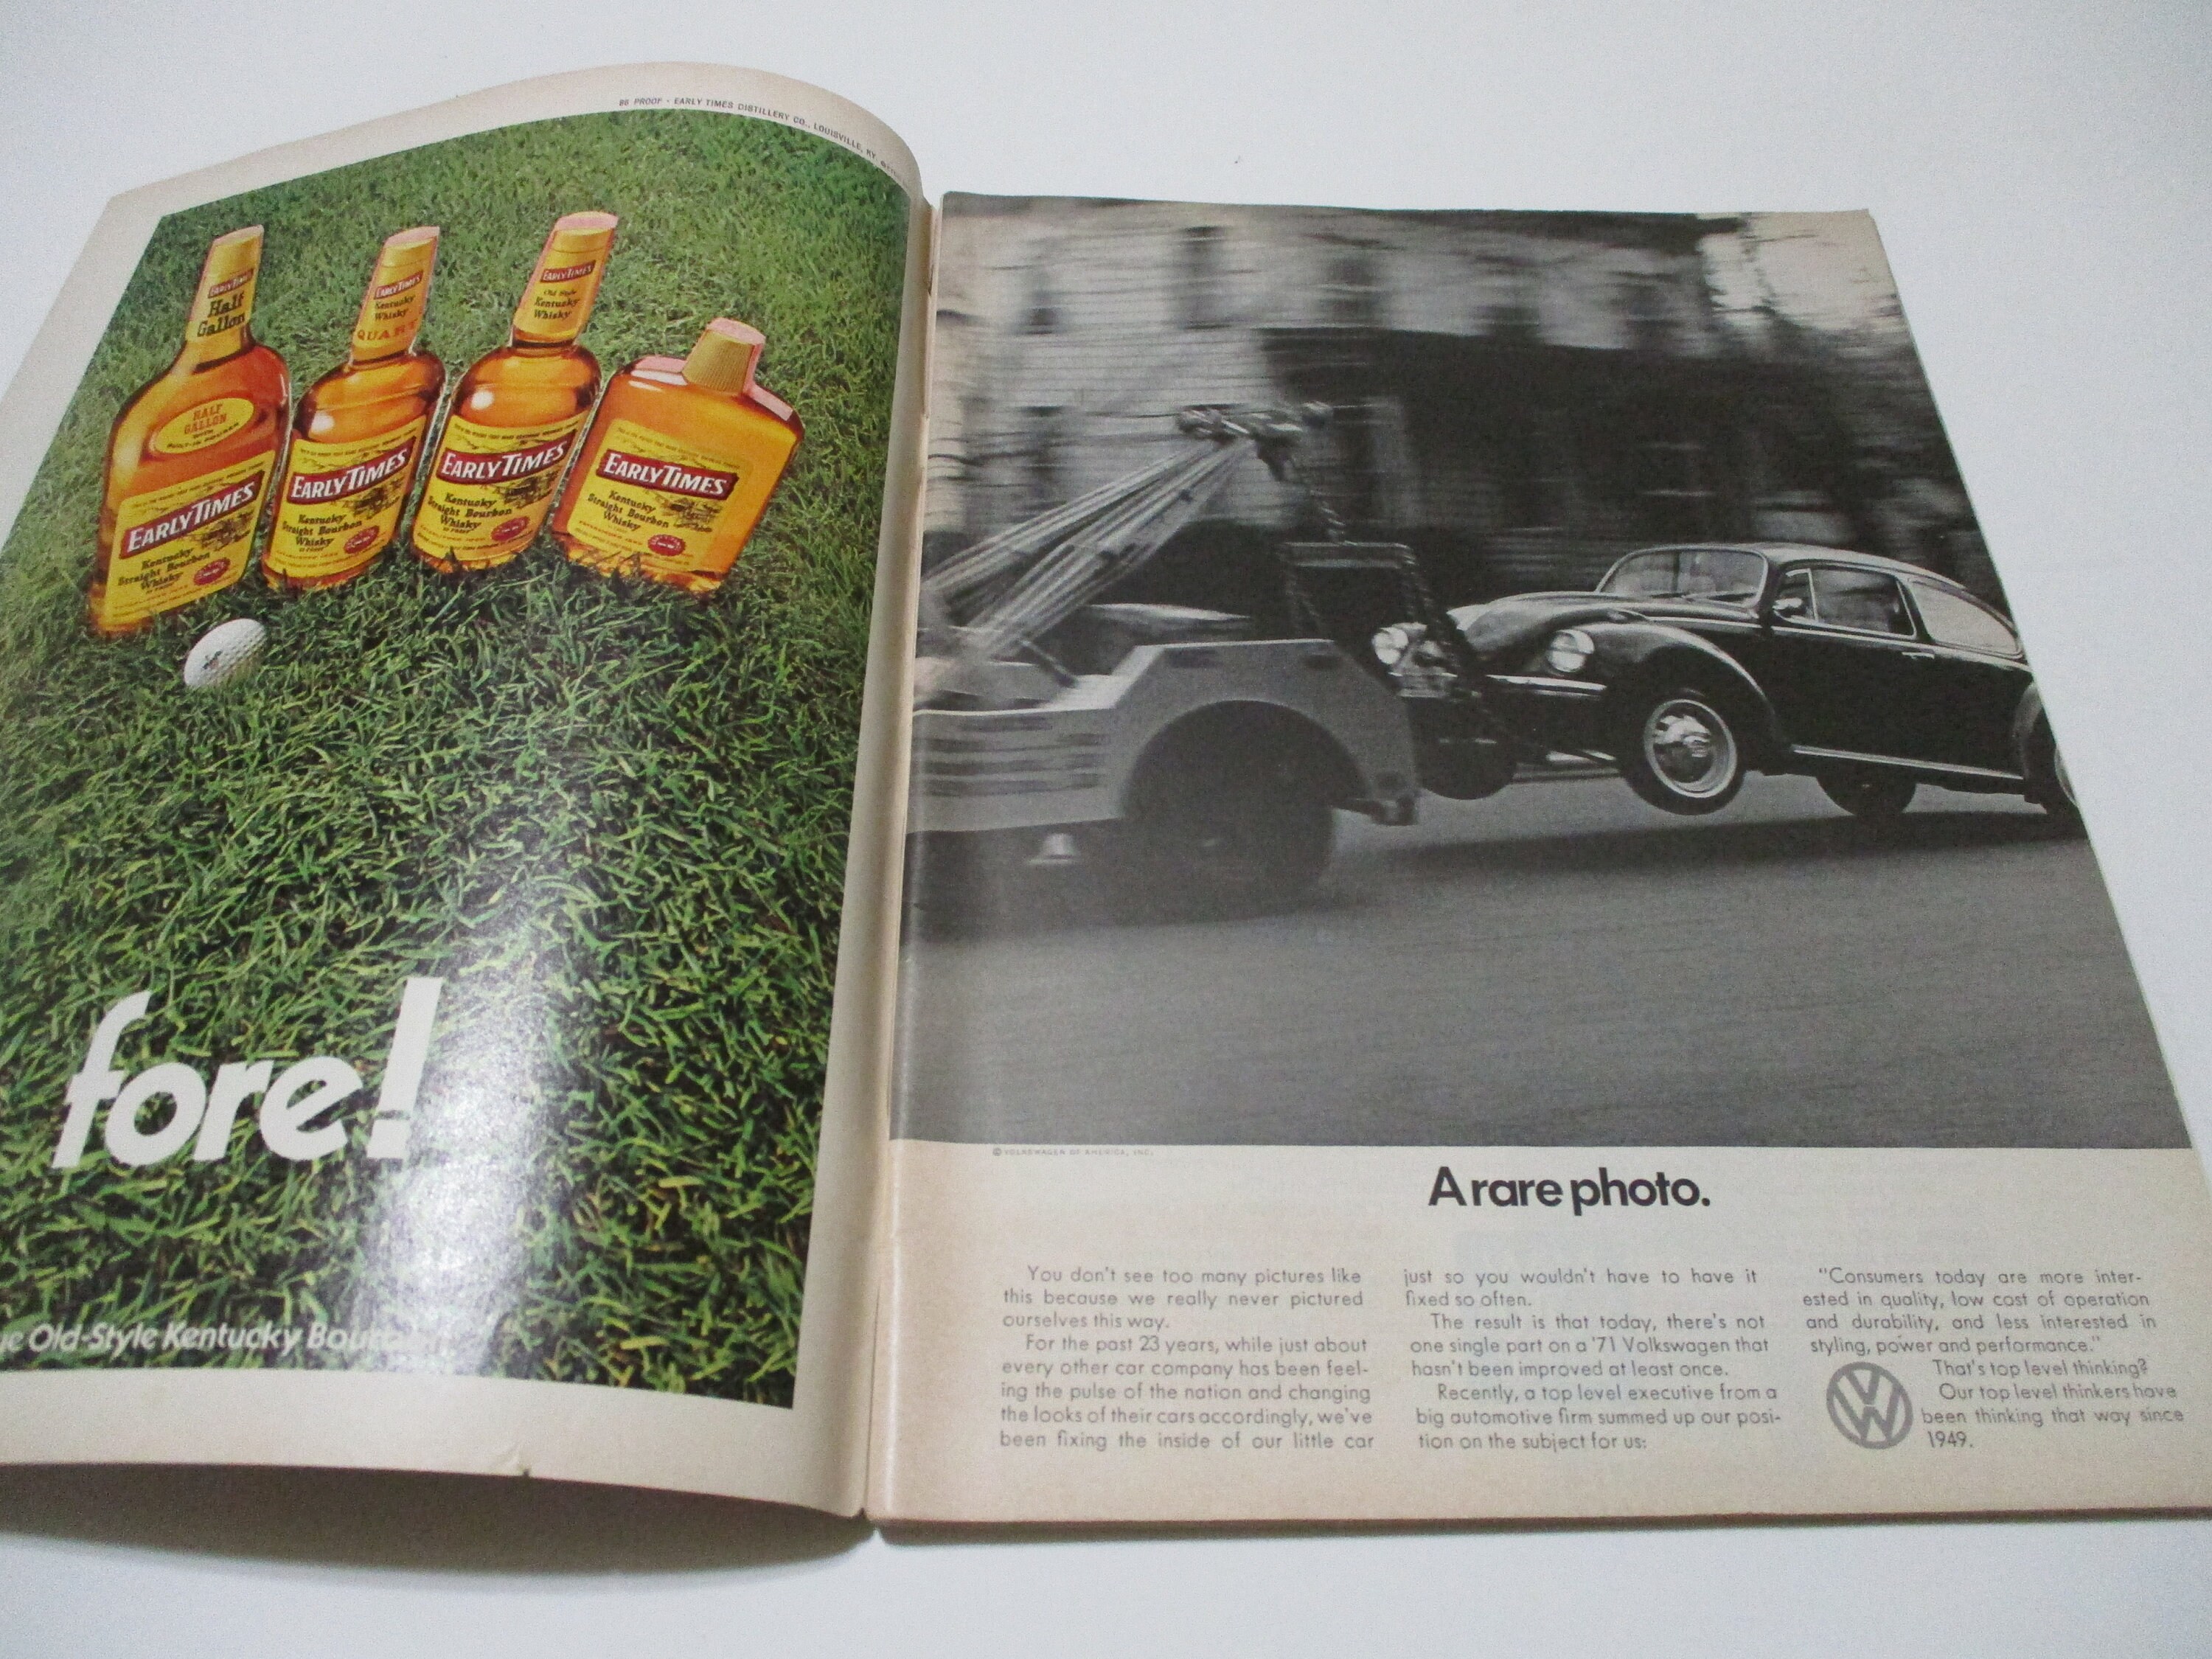 86 PROOF · EARLY TIMES DISTILLERY CO., LOUISVILLE, KY
EARLY TIMES
Half
Gallon
HALF
GALLON
EARLY TIMES
Kentucky
Straight Bourbon
Whisky
EARLY TIMES
Kentucky
Whisky
QUART
EARLY TIMES
Kentucky
Straight Bourbon
Whisky
EARLY TIMES
Old Style
Kentucky
Whisky
EARLY TIMES
Kentucky
Straight Bourbon
Whisky
EARLY TIMES
Kentucky
Straight Bourbon
Whisky
fore!
Old-Style Kentucky
© VOLKSWAGEN OF AMERICA, INC.
A rare photo.
You don't see too many pictures like
this because we really never pictured
ourselves this way.
For the past 23 years, while just about
every other car company has been feel-
ing the pulse of the nation and changing
the looks of their cars accordingly, we've
been fixing the inside of our little car
just so you wouldn't have to have it
fixed so often.
The result is that today, there's not
one single part on a '71 Volkswagen that
hasn't been improved at least once.
Recently, a top level executive from a
big automotive firm summed up our posi-
tion on the subject for us:
"Consumers today are more inter-
ested in quality, low cost of operation
and durability, and less interested in
styling, power and performance."
That's top level thinking?
Our top level thinkers have
been thinking that way since
1949.
VW